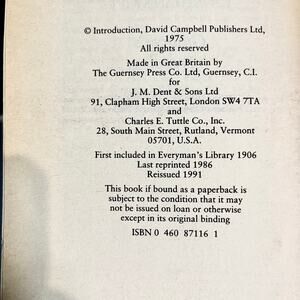 © Introduction, David Campbell Publishers Ltd,
1975
All rights reserved
Made in Great Britain by
The Guernsey Press Co. Ltd, Guernsey, C.I.
for
J. M. Dent & Sons Ltd
91, Clapham High Street, London SW4 7TA
and
Charles E. Tuttle Co., Inc.
28, South Main Street, Rutland, Vermont
05701, U.S.A.
First included in Everyman's Library 1906
Last reprinted 1986
Reissued 1991
This book if bound as a paperback is
subject to the condition that it may
not be issued on loan or otherwise
except in its original binding
ISBN 0 460 87116 1